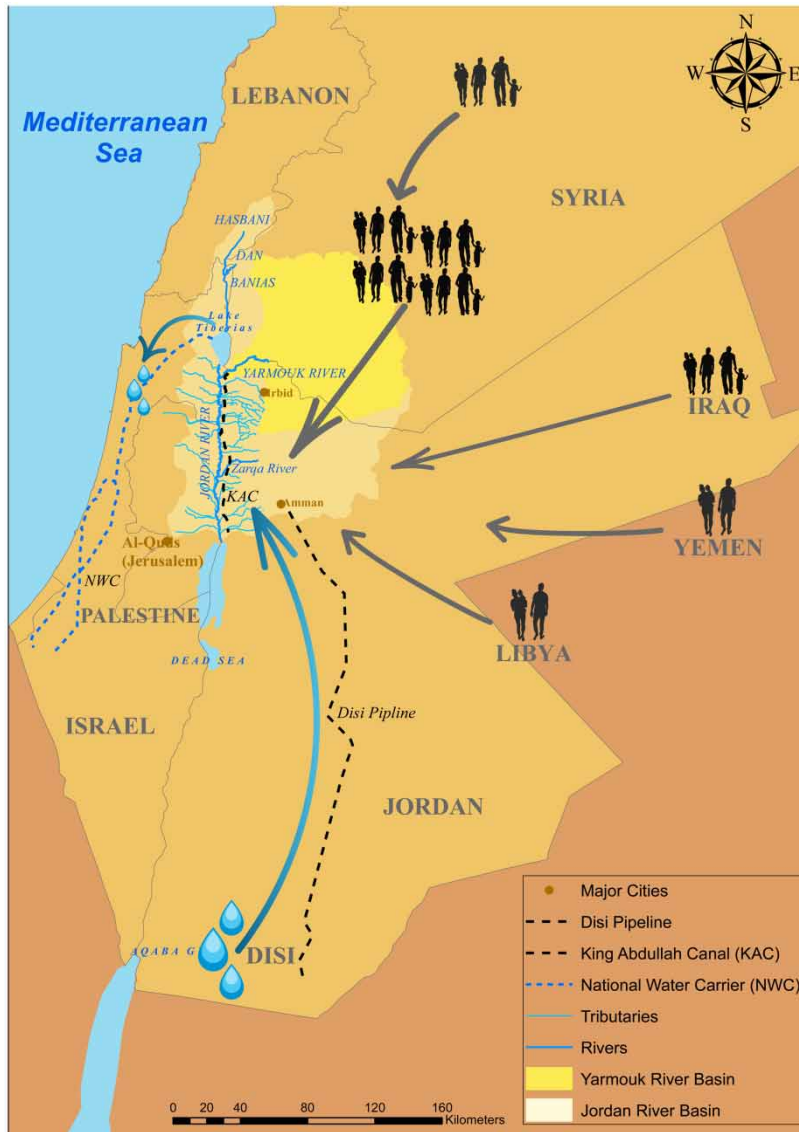 N
W
E
S
LEBANON
Mediterranean
Sea
SYRIA
HASBANI
DAN
BANIAS
Lake
Tiberias
YARMOUK RIVER
Irbid
IRAQ
JORDAN RIVER
Zarqa River
KAC
Amman
YEMEN
Al-Quds
(Jerusalem)
NWC
PALESTINE
LIBYA
DEAD SEA
Disi Pipline
ISRAEL
JORDAN
AQABA G
DISI
Major Cities
Disi Pipeline
King Abdullah Canal (KAC)
National Water Carrier (NWC)
Tributaries
Rivers
Yarmouk River Basin
Jordan River Basin
0 20 40 80 120 160
Kilometers